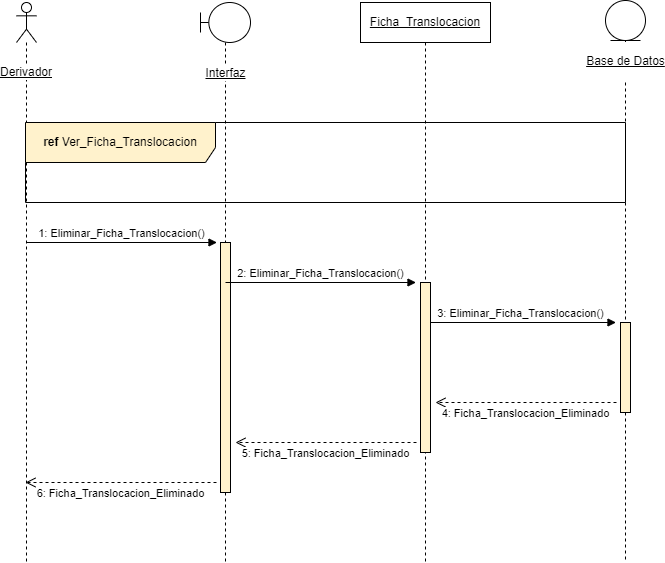 Ficha_Translocacion
Derivador
Interfaz
Base de Datos
ref Ver_Ficha_Translocacion
1: Eliminar_Ficha_Translocacion()
2: Eliminar_Ficha_Translocacion()
3: Eliminar_Ficha_Translocacion()
4: Ficha_Translocacion_Eliminado
5: Ficha_Translocacion_Eliminado
6: Ficha_Translocacion_Eliminado